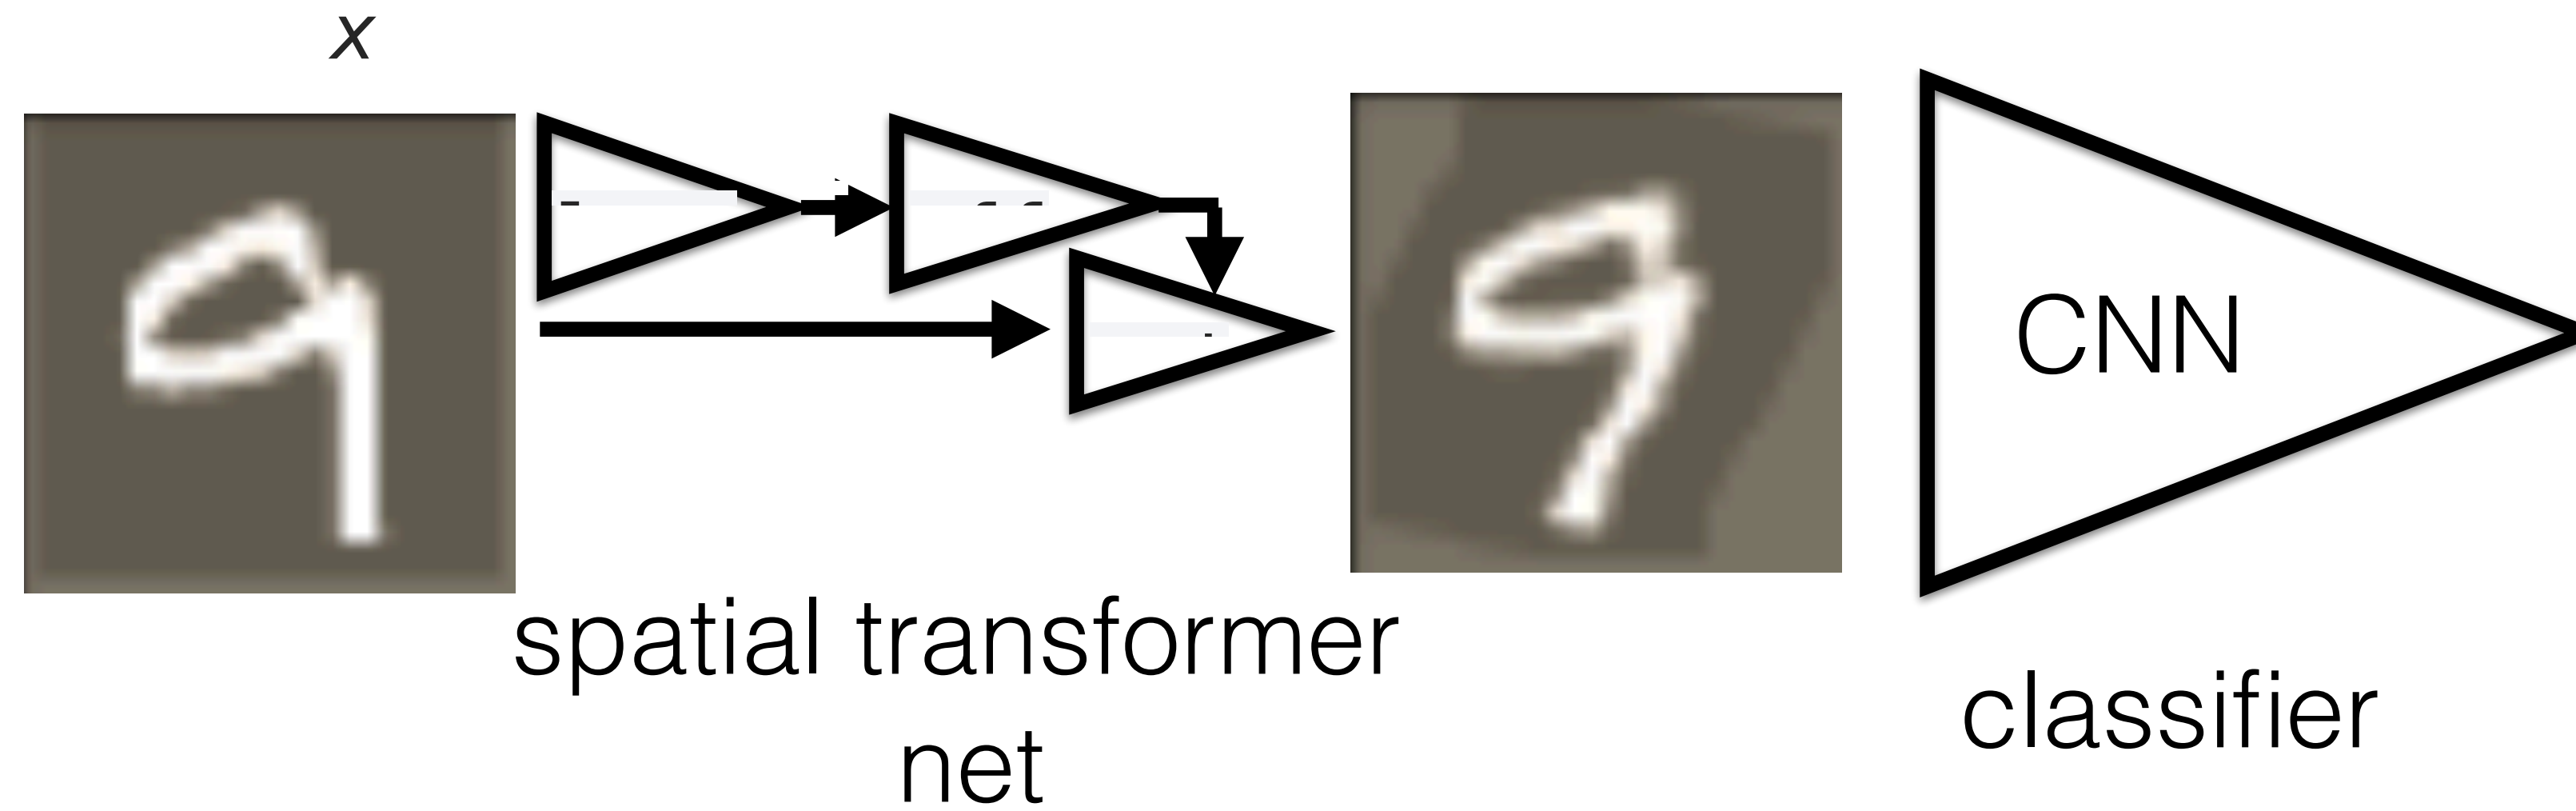 x
CNN
spatial transformer
net
classifier